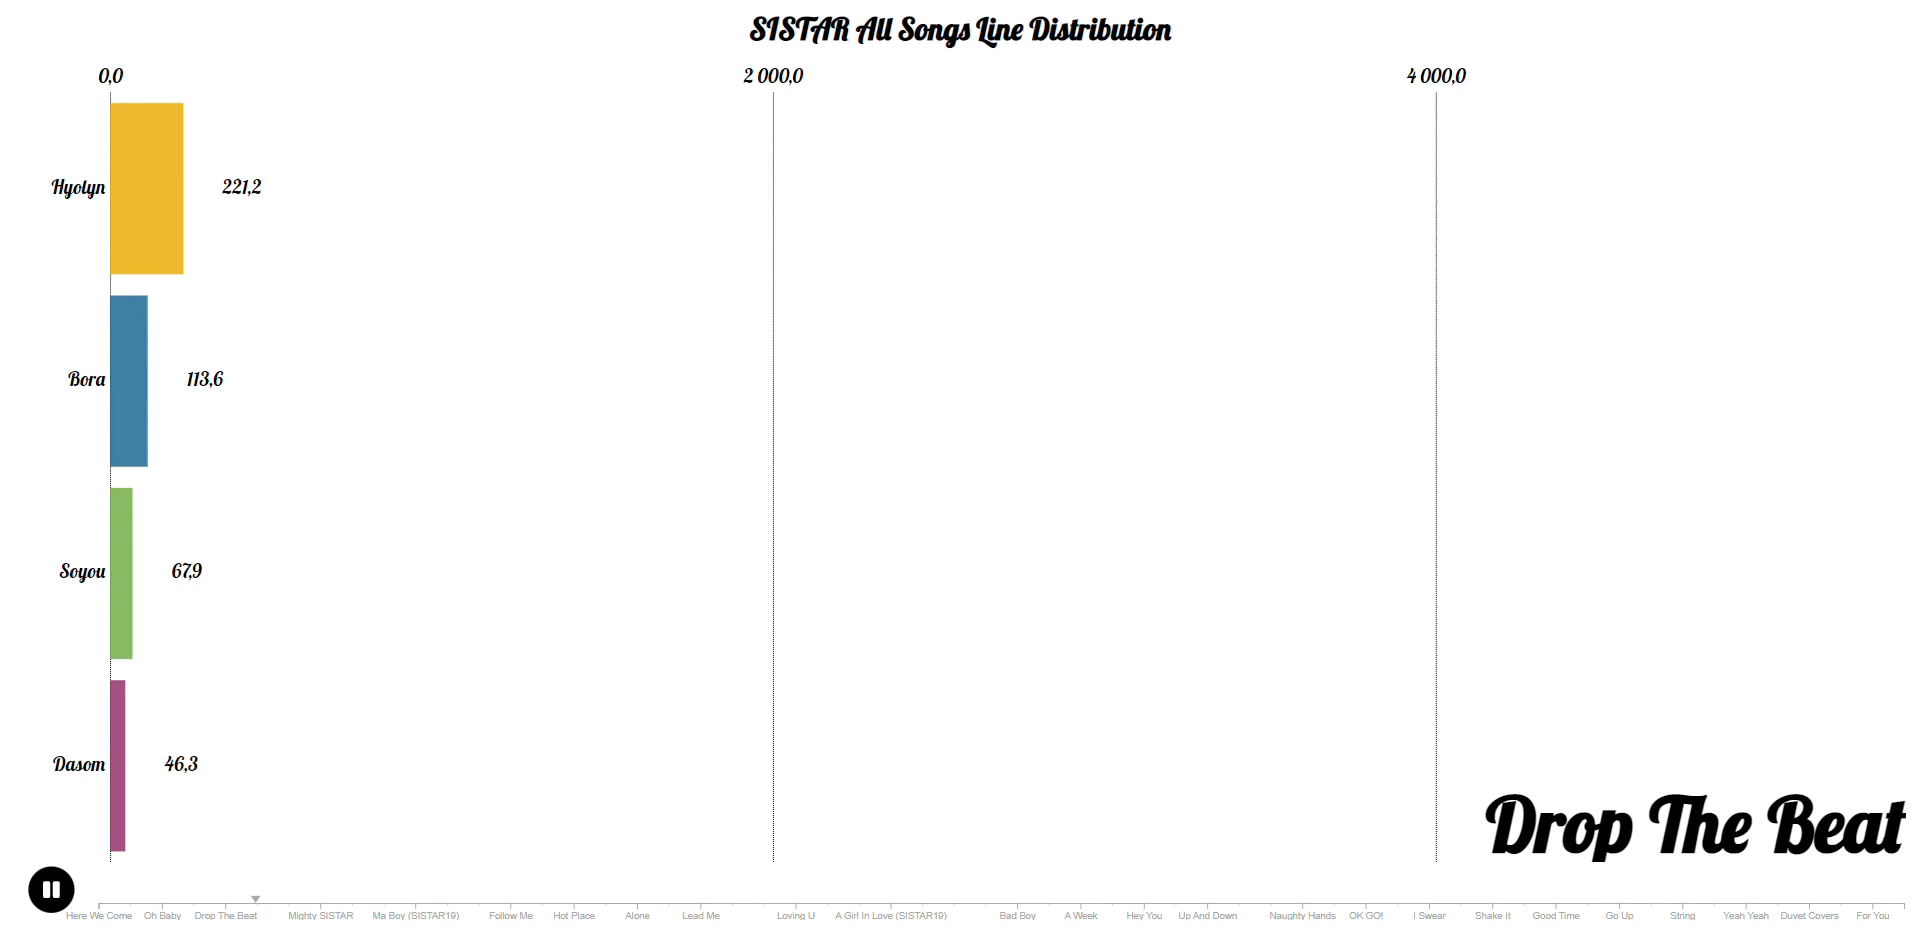 SISTAR All Songs Line Distribution
0,0 2 000,0 4 000,0
Hyolyn 221,2
Bora 113,6
Soyou 67,9
Dasom 46,3
Drop The Beat
Here We Come Oh Baby Drop The Beat Mighty SISTAR Ma Boy (SISTAR19) Follow Me Hot Place Alone Lead Me Loving U A Girl In Love (SISTAR19) Bad Boy A Week Hey You Up And Down Naughty Hands OK GO! I Swear Shake It Good Time Go Up String Yeah Yeah Duvet Covers For You